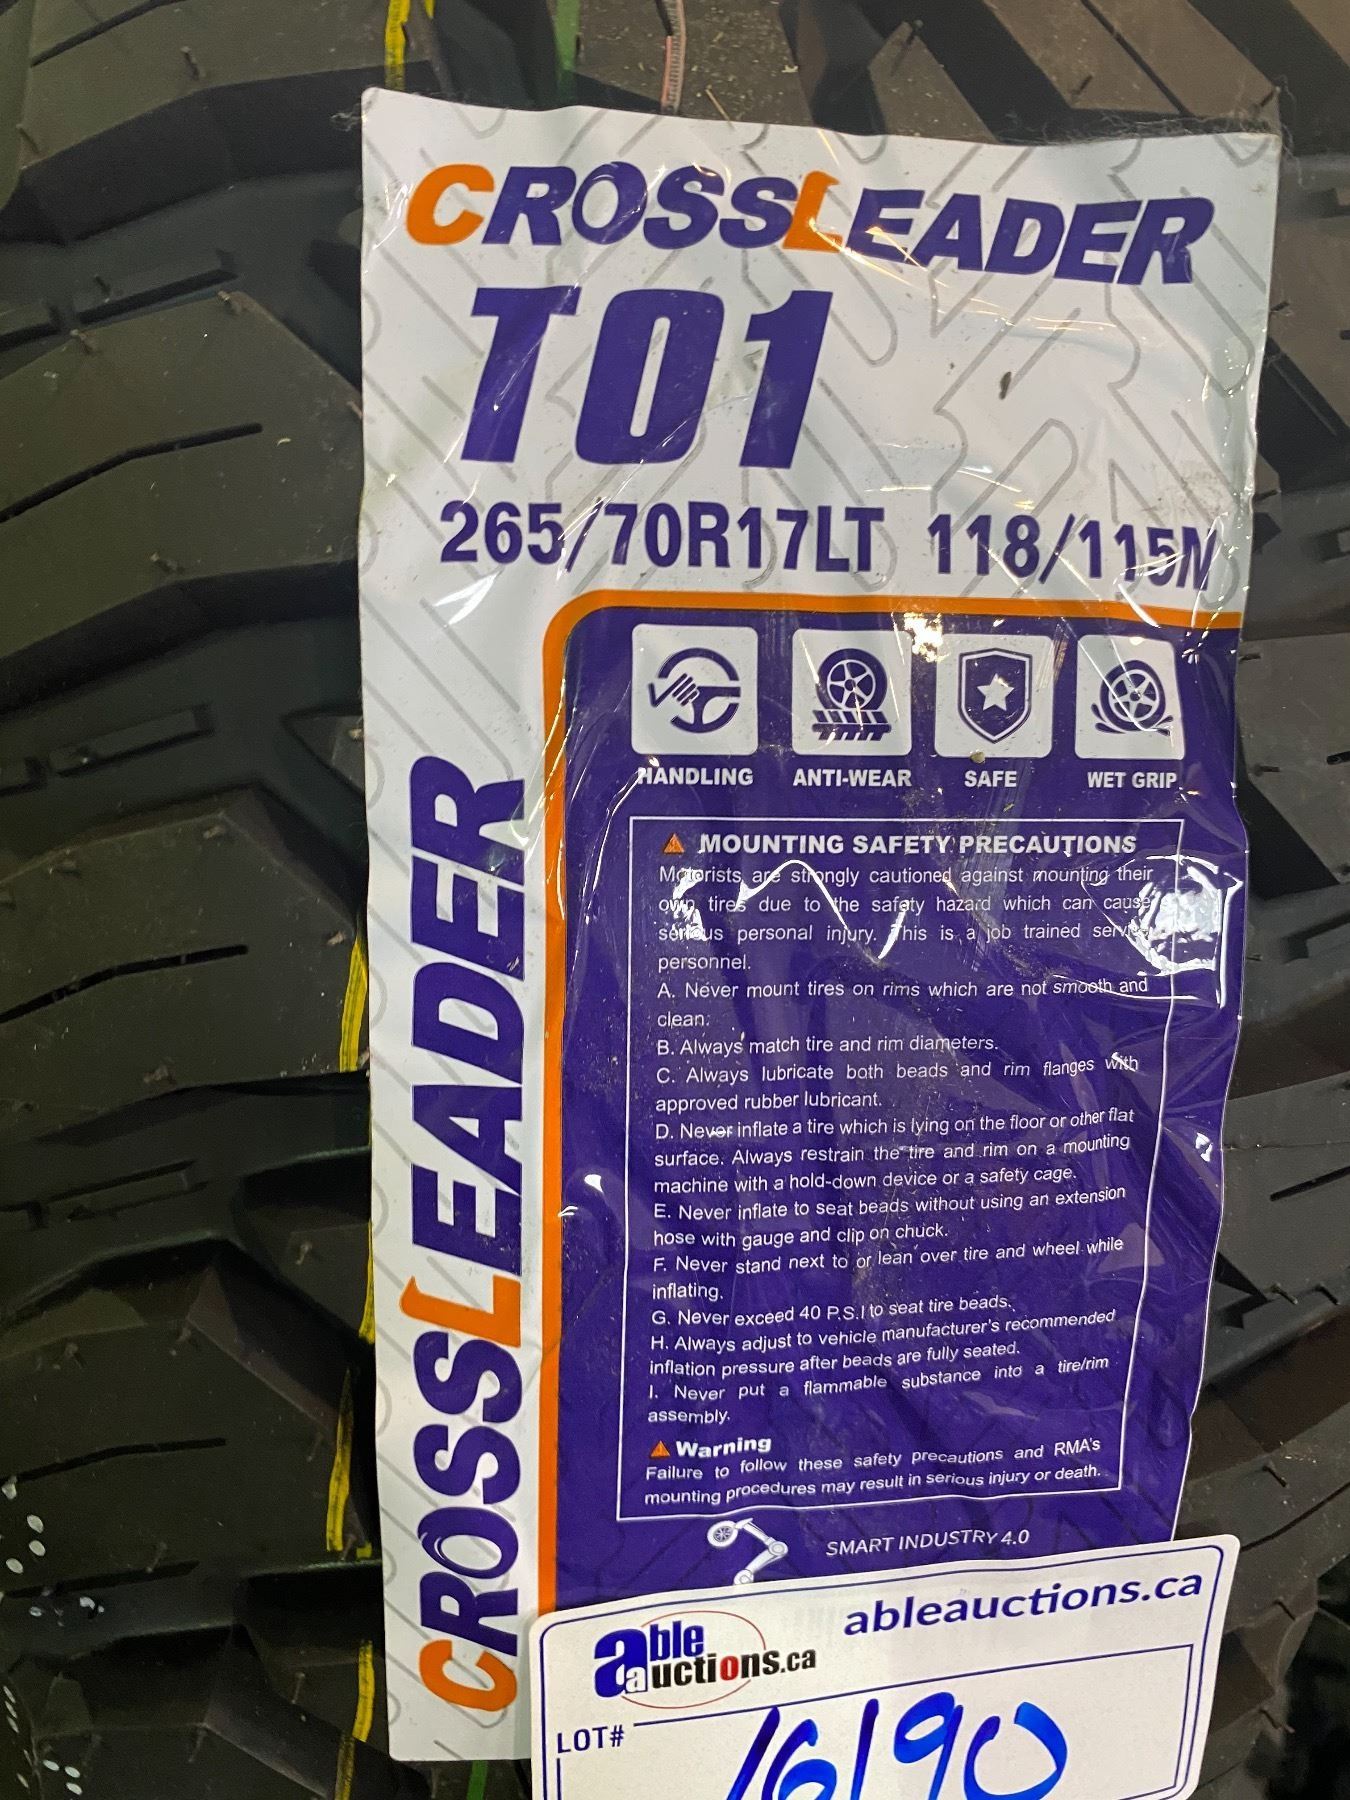 CROSSLEADER
T01
265/70R17LT 118/115N
HANDLING ANTI-WEAR SAFE WET GRIP
MOUNTING SAFETY PRECAUTIONS
Motorists are strongly cautioned against mounting their
own tires due to the safety hazard which can cause
serious personal injury. This is a job trained service
personnel.
A. Never mount tires on rims which are not smooth and
clean.
B. Always match tire and rim diameters.
C. Always lubricate both beads and rim flanges with
approved rubber lubricant.
D. Never inflate a tire which is lying on the floor or other flat
surface. Always restrain the tire and rim on a mounting
machine with a hold-down device or a safety cage.
E. Never inflate to seat beads without using an extension
hose with gauge and clip on chuck.
F. Never stand next to or lean over tire and wheel while
inflating.
G. Never exceed 40 P.S.I to seat tire beads.
H. Always adjust to vehicle manufacturer's recommended
inflation pressure after beads are fully seated.
I. Never put a flammable substance into a tire/rim
assembly.
Warning
Failure to follow these safety precautions and RMA's
mounting procedures may result in serious injury or death.
SMART INDUSTRY 4.0
CROSSLEADER
able auctions.ca
ableauctions.ca
LOT#
16190